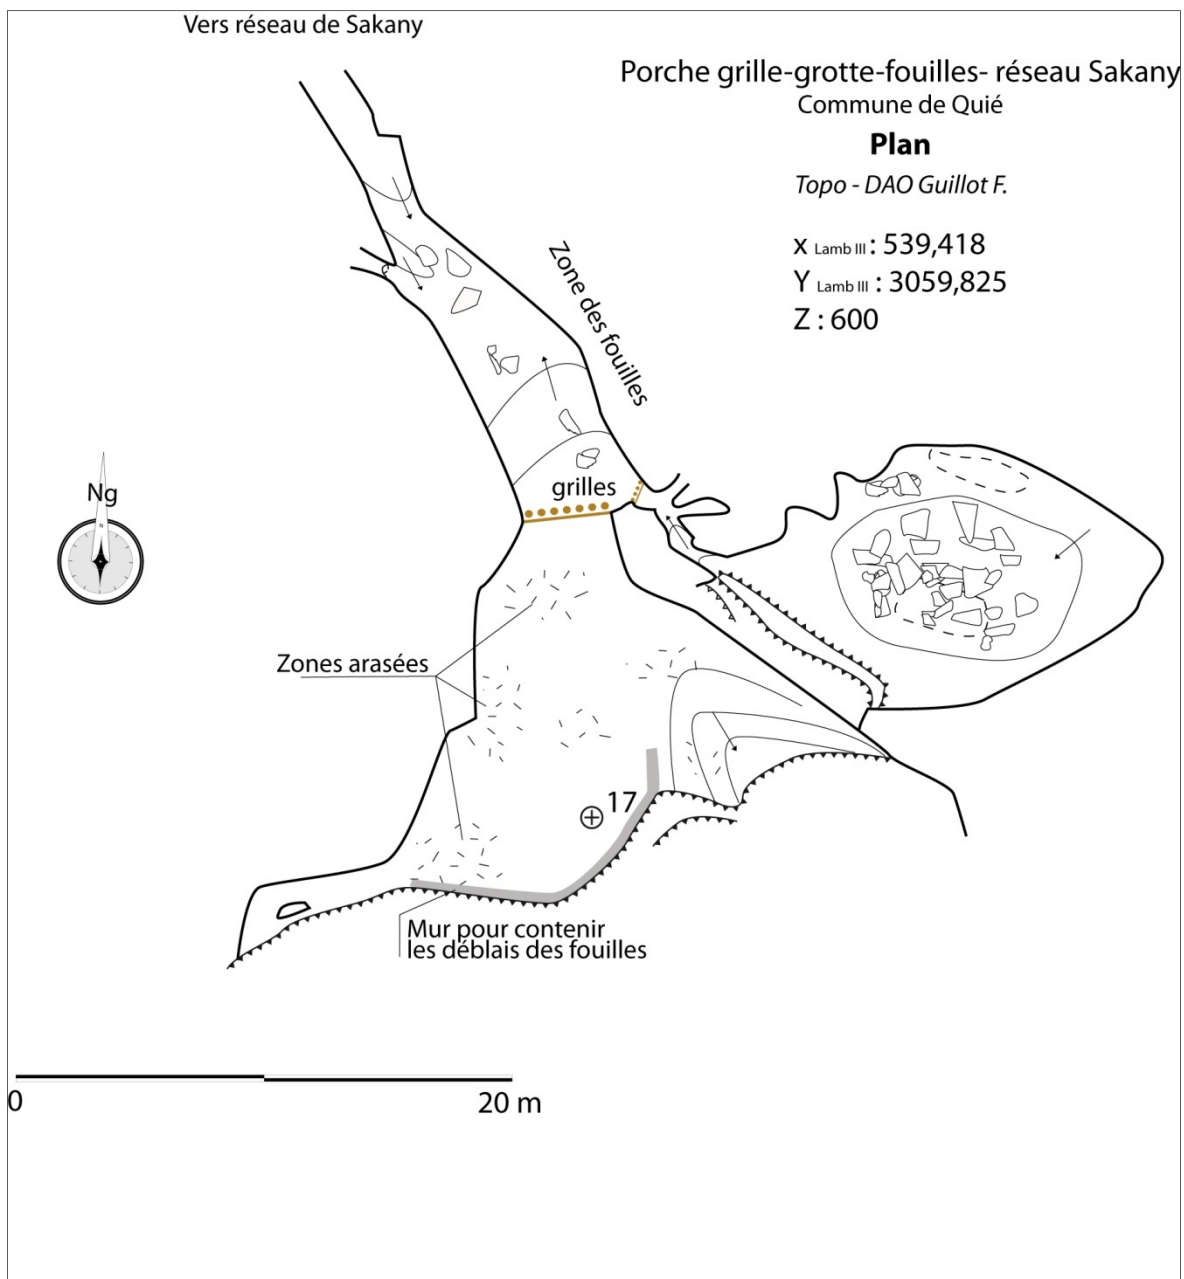 Vers réseau de Sakany
Porche grille-grotte-fouilles- réseau Sakany
Commune de Quié
Plan
Topo - DAO Guillot F.
x Lamb III : 539,418
Y Lamb III : 3059,825
Z : 600
Zone des fouilles
Ng
N
grilles
Zones arasées
17
Mur pour contenir
les déblais des fouilles
0
20 m